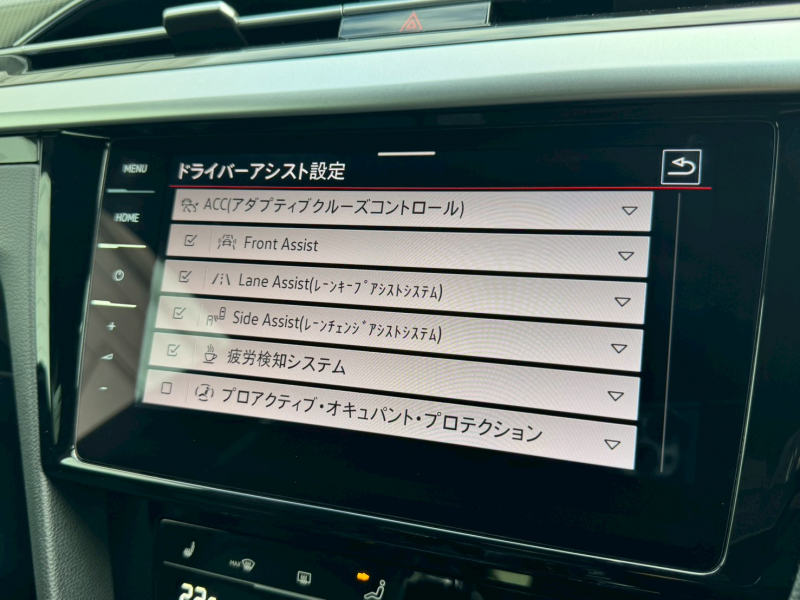 MENU
ドライバーアシスト設定
ACC(アダプティブクルーズコントロール)
HOME
Front Assist
Lane Assist(ﾚｰﾝｷｰﾌﾟｱｼｽﾄｼｽﾃﾑ)
Side Assist(ﾚｰﾝﾁｪﾝｼﾞｱｼｽﾄｼｽﾃﾑ)
疲労検知システム
プロアクティブ・オキュパント・プロテクション
MAX